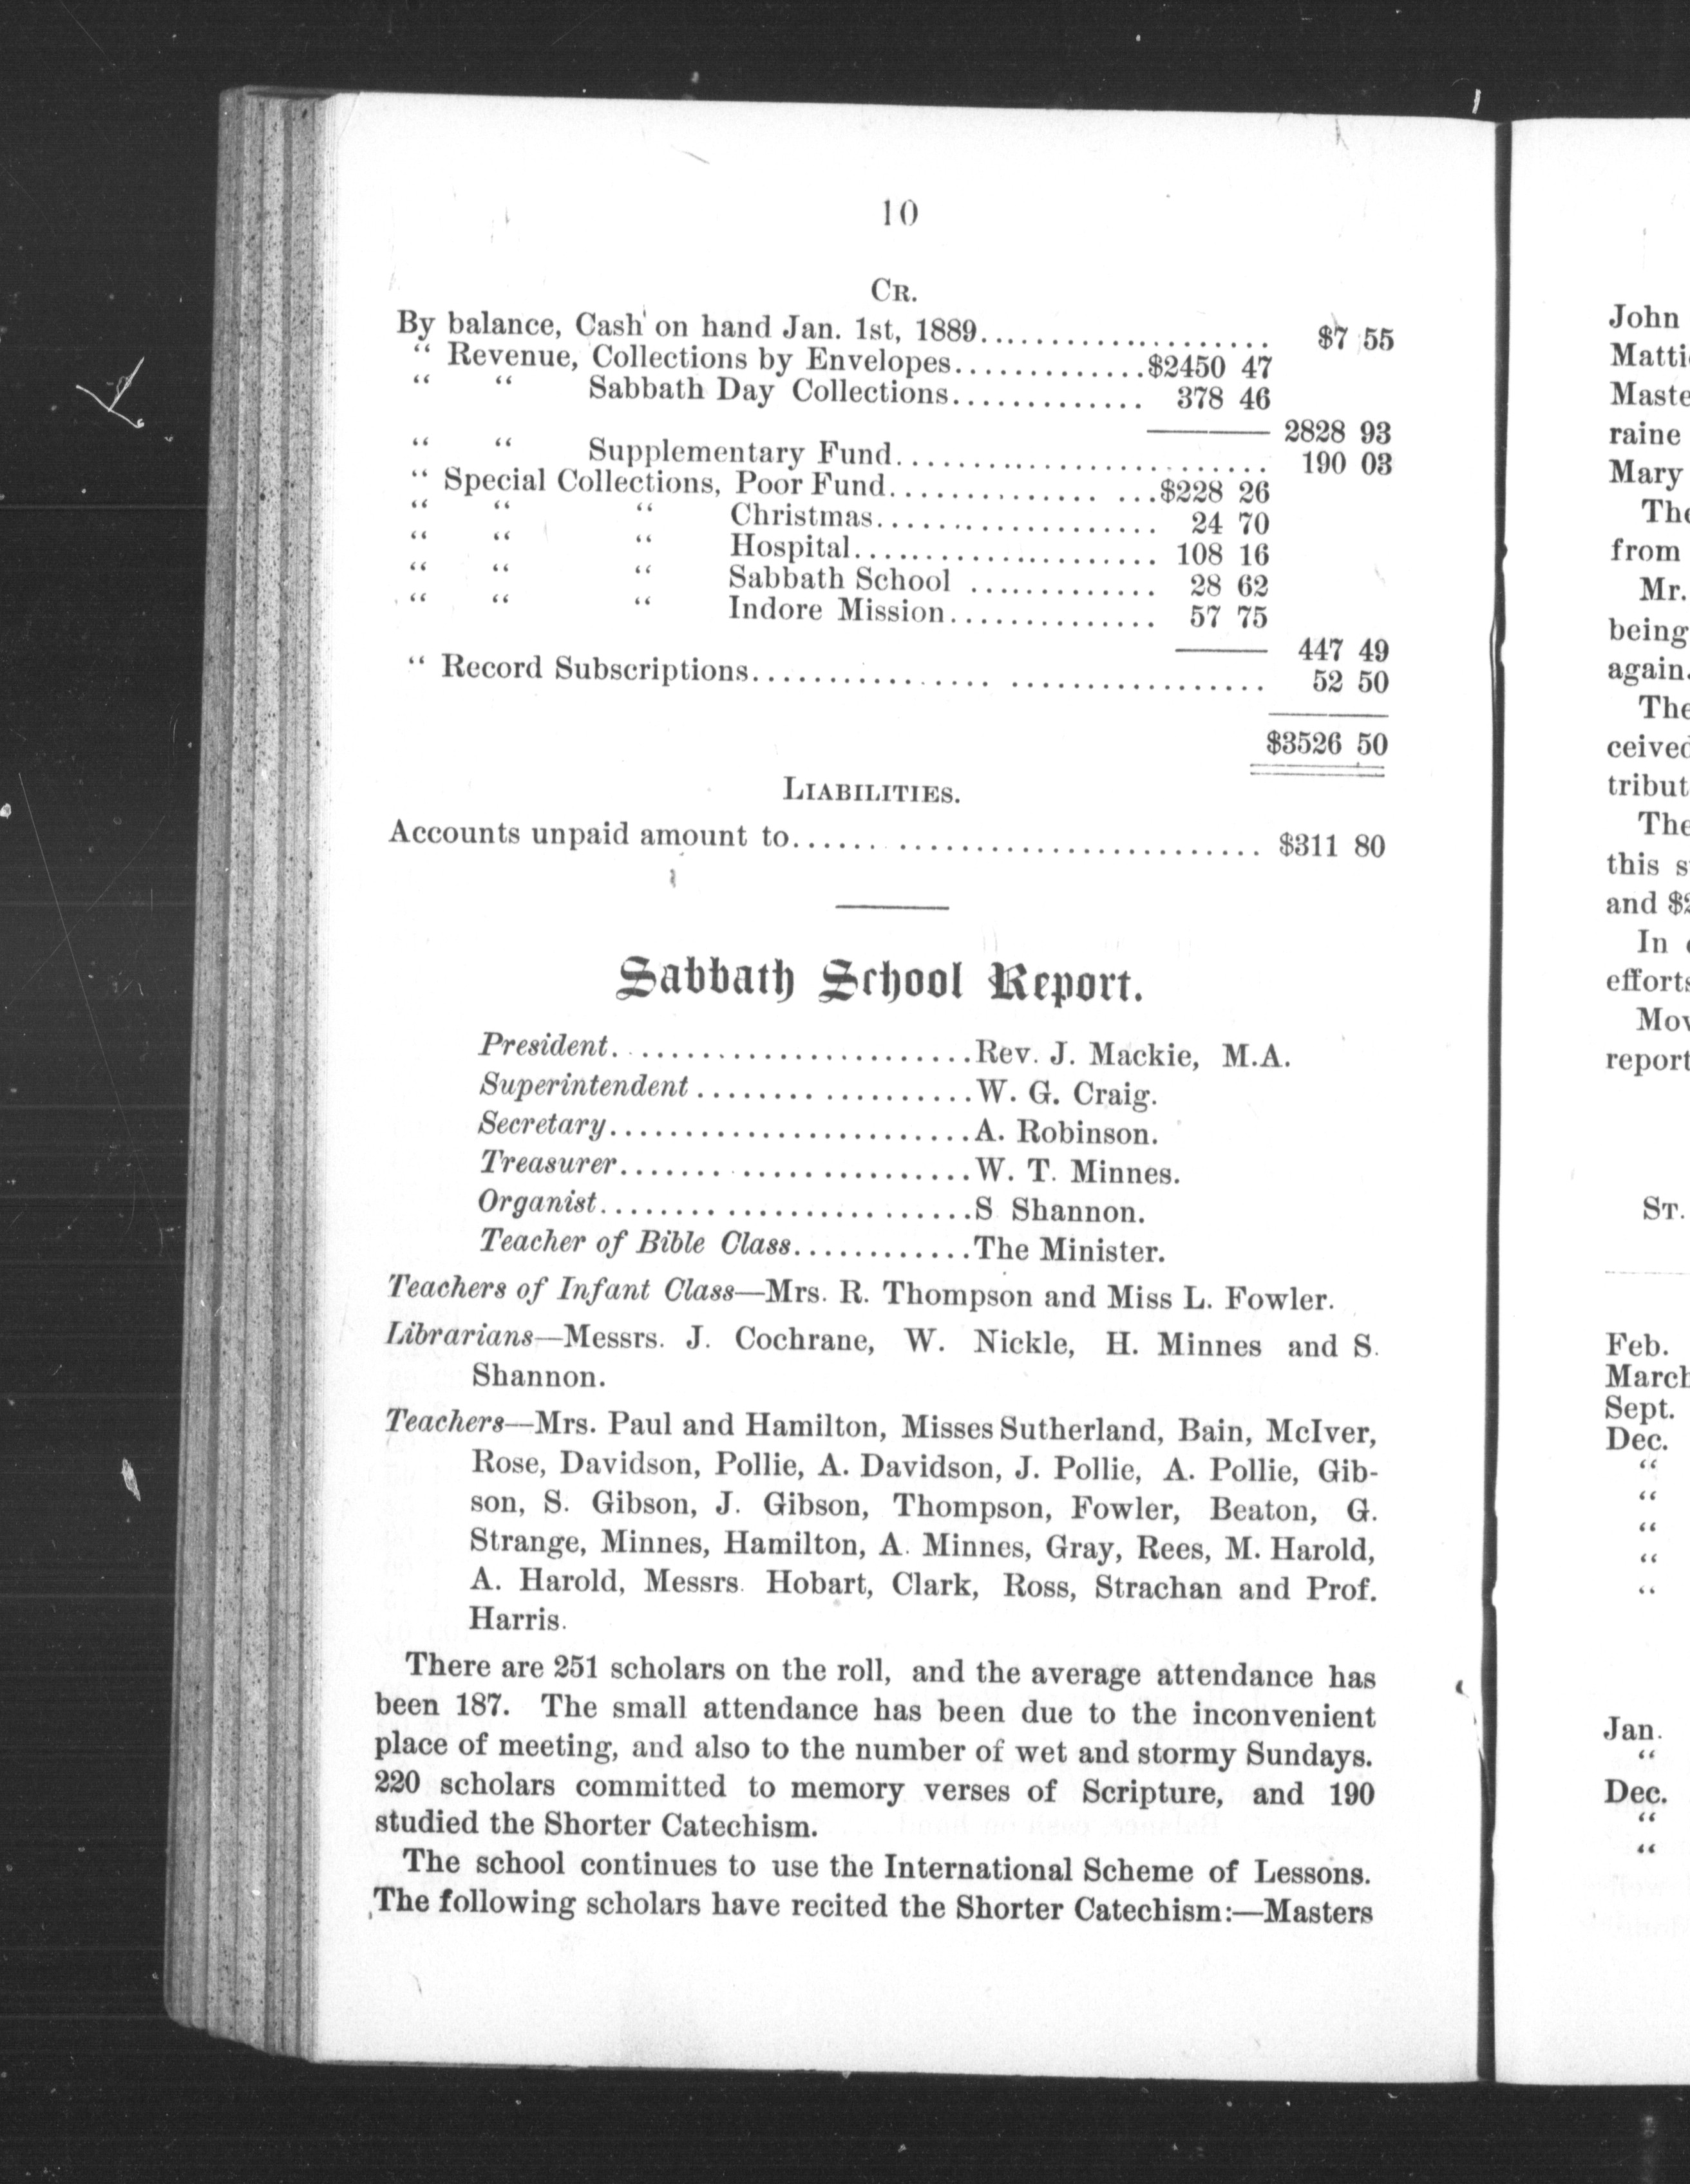 10
CR.
By balance, Cash on hand Jan. 1st, 1889.................... $7 55
“ Revenue, Collections by Envelopes.............$2450 47
“ “ Sabbath Day Collections............. 378 46
2828 93
“ “ Supplementary Fund......................... 190 03
“ Special Collections, Poor Fund.............. ...$228 26
“ “ “ Christmas................... 24 70
“ “ “ Hospital.................... 108 16
“ “ “ Sabbath School ............. 28 62
“ “ “ Indore Mission.............. 57 75
447 49
“ Record Subscriptions................ ................. 52 50
$3526 50
LIABILITIES.
Accounts unpaid amount to...... ........................... $311 80
Sabbath School Report.
President........................Rev. J. Mackie, M.A.
Superintendent ..................W. G. Craig.
Secretary........................A. Robinson.
Treasurer.......................W. T. Minnes.
Organist........................S Shannon.
Teacher of Bible Class............The Minister.
Teachers of Infant Class—Mrs. R. Thompson and Miss L. Fowler.
Librarians—Messrs. J. Cochrane, W. Nickle, H. Minnes and S.
Shannon.
Teachers—Mrs. Paul and Hamilton, Misses Sutherland, Bain, McIver,
Rose, Davidson, Pollie, A. Davidson, J. Pollie, A. Pollie, Gib-
son, S. Gibson, J. Gibson, Thompson, Fowler, Beaton, G.
Strange, Minnes, Hamilton, A. Minnes, Gray, Rees, M. Harold,
A. Harold, Messrs. Hobart, Clark, Ross, Strachan and Prof.
Harris.
There are 251 scholars on the roll, and the average attendance has
been 187. The small attendance has been due to the inconvenient
place of meeting, and also to the number of wet and stormy Sundays.
220 scholars committed to memory verses of Scripture, and 190
studied the Shorter Catechism.
The school continues to use the International Scheme of Lessons.
The following scholars have recited the Shorter Catechism:—Masters
John
raine
Mary
from
Mr.
being
again.
this
and
In
ST.
Feb.
March
Sept.
Dec.
“
“
“
“
“
Jan.
“
Dec.
“
“